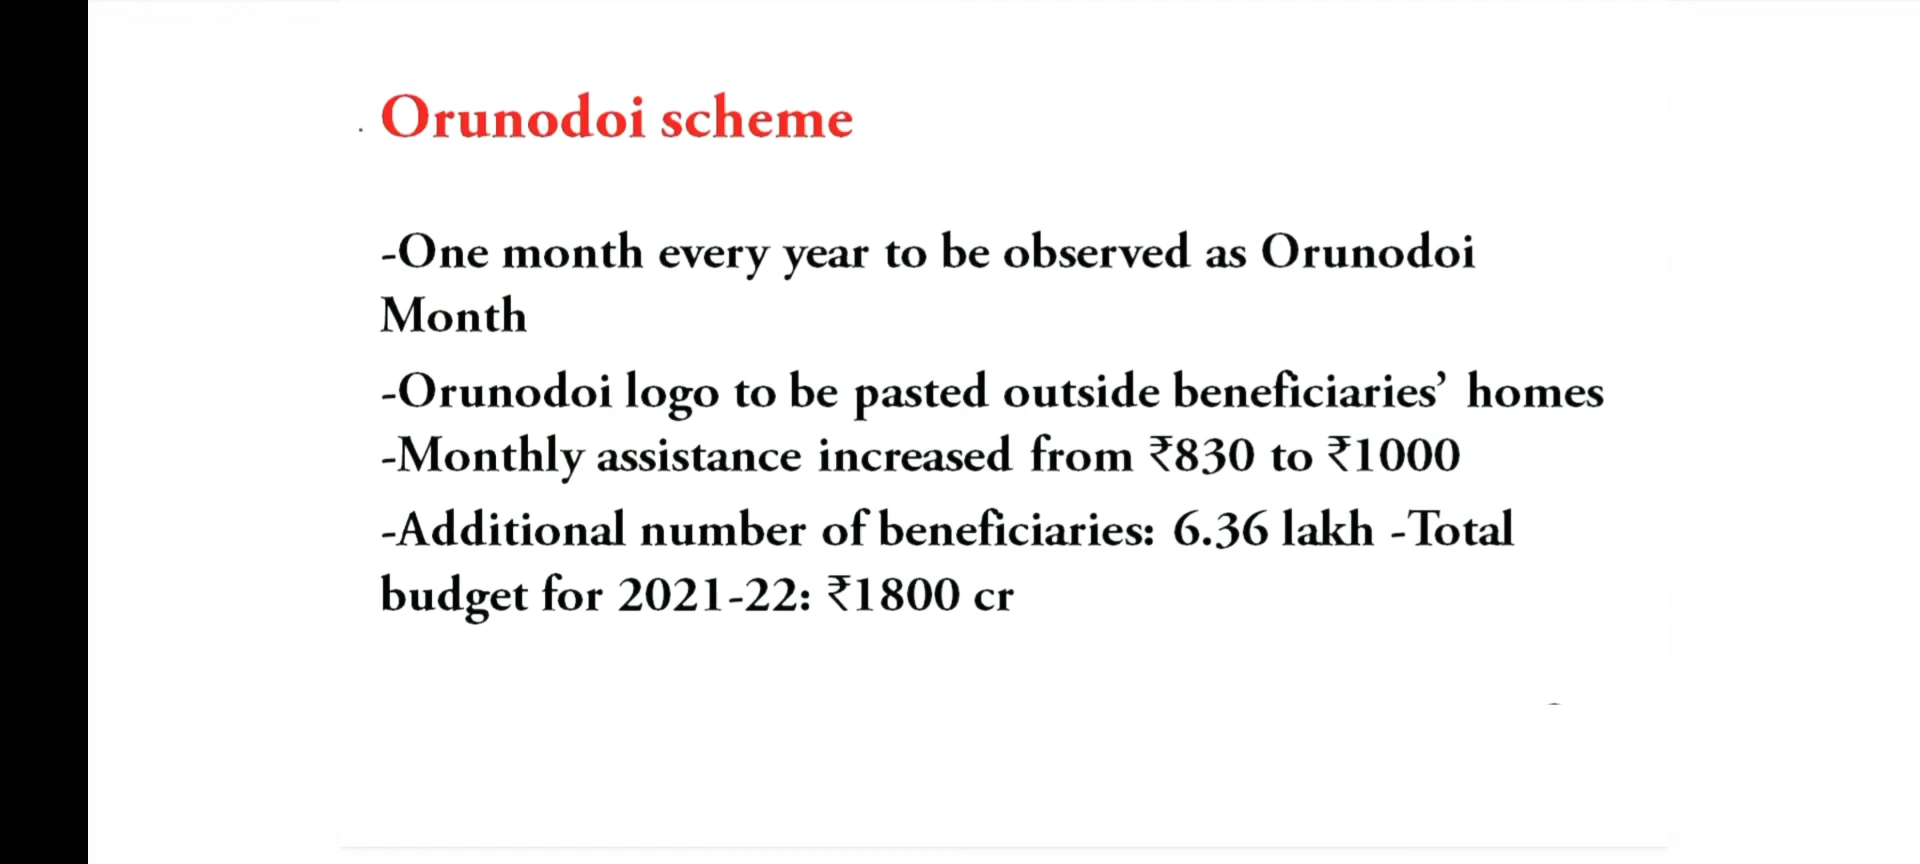 Orunodoi scheme
-One month every year to be observed as Orunodoi
Month
-Orunodoi logo to be pasted outside beneficiaries’ homes
-Monthly assistance increased from ₹830 to ₹1000
-Additional number of beneficiaries: 6.36 lakh -Total
budget for 2021-22: ₹1800 cr